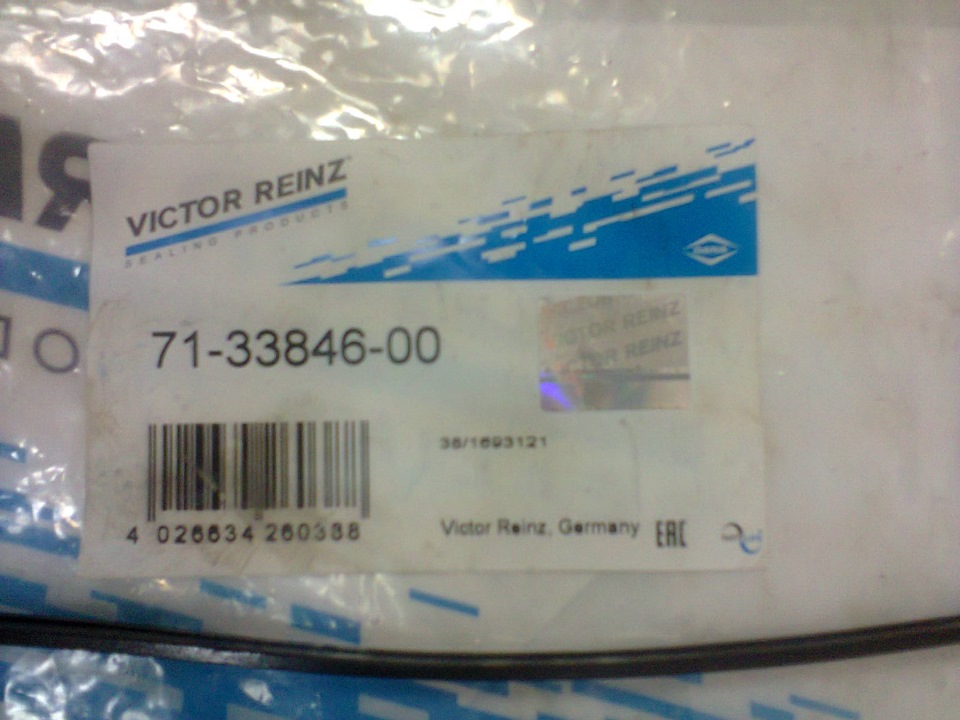 VICTOR REINZ
SEALING PRODUCTS
71-33846-00
VICTOR REINZ
VICTOR REINZ
4 026634 260388
36/1693121
Victor Reinz, Germany EAC